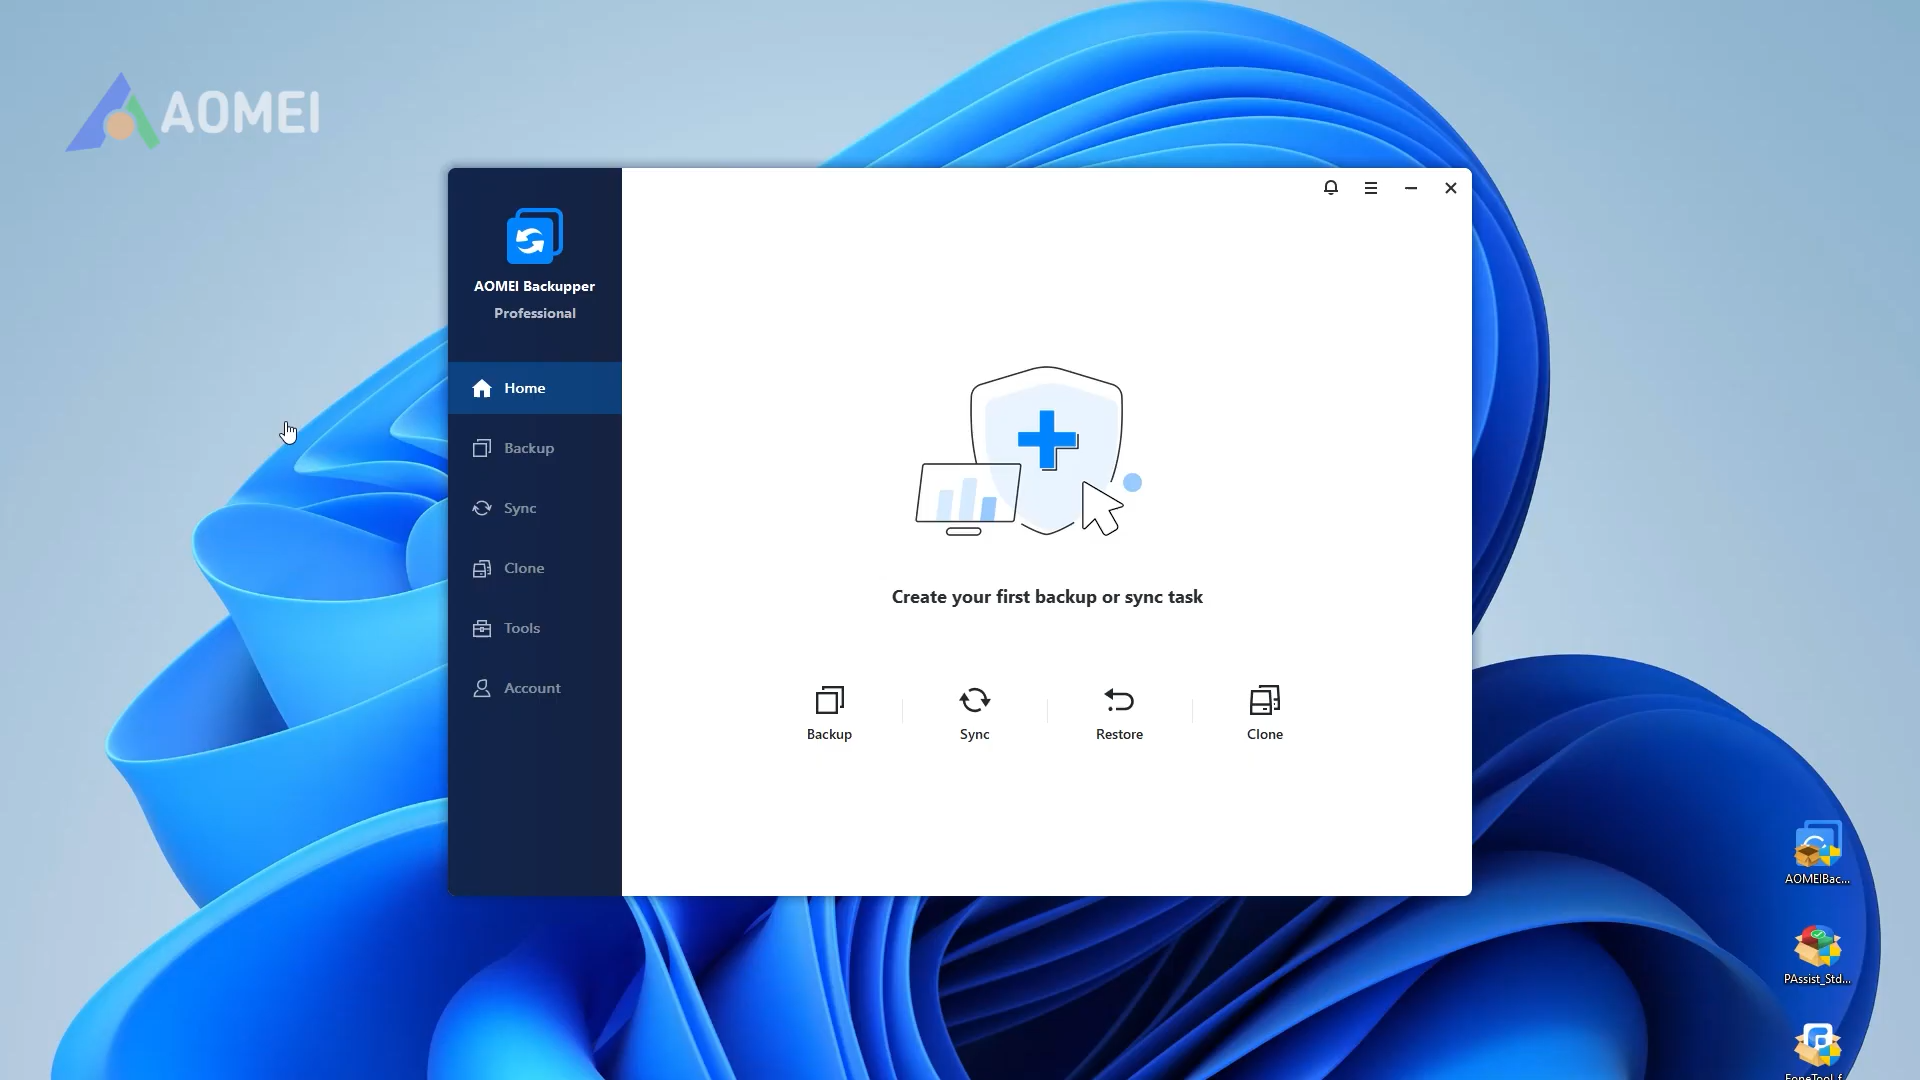 AOMEI
AOMEI Backupper
Professional
Home
Backup
Sync
Clone
Tools
Account
Create your first backup or sync task
Backup
Sync
Restore
Clone
AOMEIBac...
PAssist_Std...
FoneTool_f...